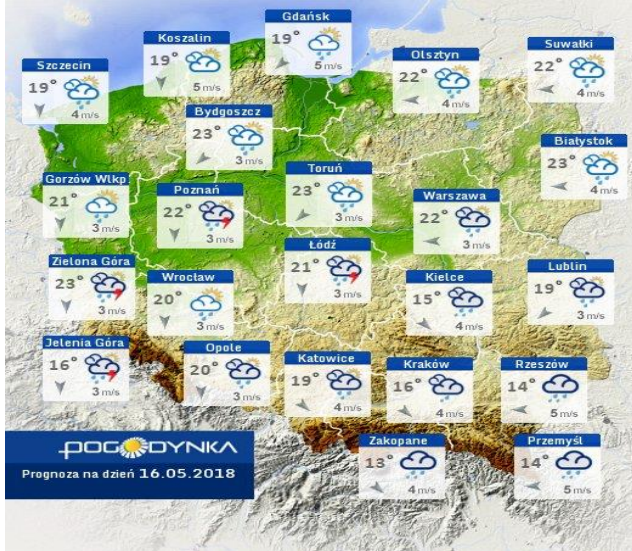 Gdańsk
19°
5 m/s
Koszalin
19°
5 m/s
Suwałki
22°
4 m/s
Olsztyn
22°
4 m/s
Szczecin
19°
4 m/s
Bydgoszcz
23°
3 m/s
Białystok
23°
4 m/s
Toruń
23°
3 m/s
Gorzów Wlkp
21°
3 m/s
Poznań
22°
3 m/s
Warszawa
22°
3 m/s
Łódź
21°
3 m/s
Zielona Góra
23°
3 m/s
Lublin
19°
3 m/s
Wrocław
20°
3 m/s
Kielce
15°
4 m/s
Jelenia Góra
16°
3 m/s
Opole
20°
3 m/s
Katowice
19°
4 m/s
Kraków
16°
4 m/s
Rzeszów
14°
5 m/s
Zakopane
13°
4 m/s
Przemyśl
14°
5 m/s
POGODYNKA
Prognoza na dzień 16.05.2018